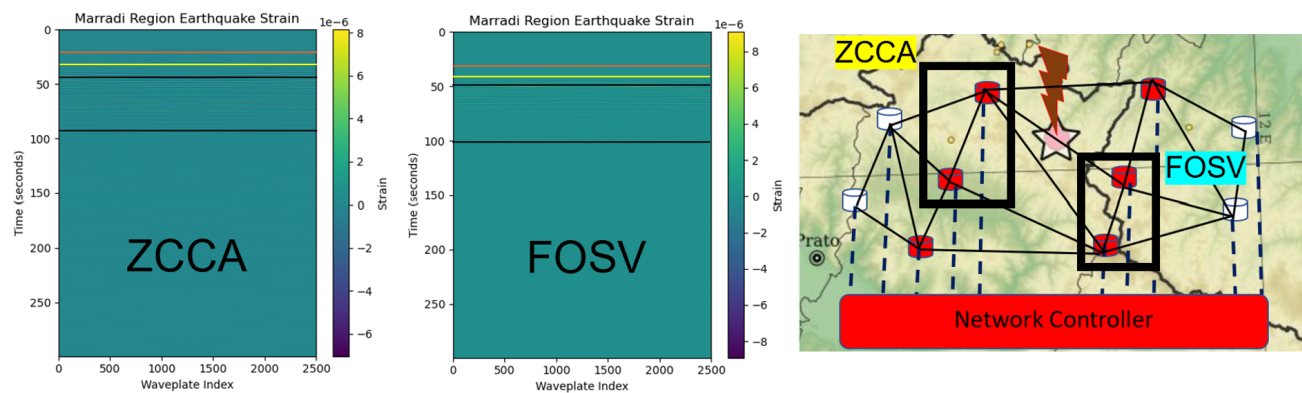 Marradi Region Earthquake Strain
1e−6
0
50
100
150
200
250
Time (seconds)
ZCCA
0
500
1000
1500
2000
2500
Waveplate Index
8
6
4
2
0
−2
−4
−6
Strain
Marradi Region Earthquake Strain
1e−6
0
50
100
150
200
250
Time (seconds)
FOSV
0
500
1000
1500
2000
2500
Waveplate Index
8
6
4
2
0
−2
−4
−6
−8
Strain
ZCCA
12 E
FOSV
Prato
Network Controller